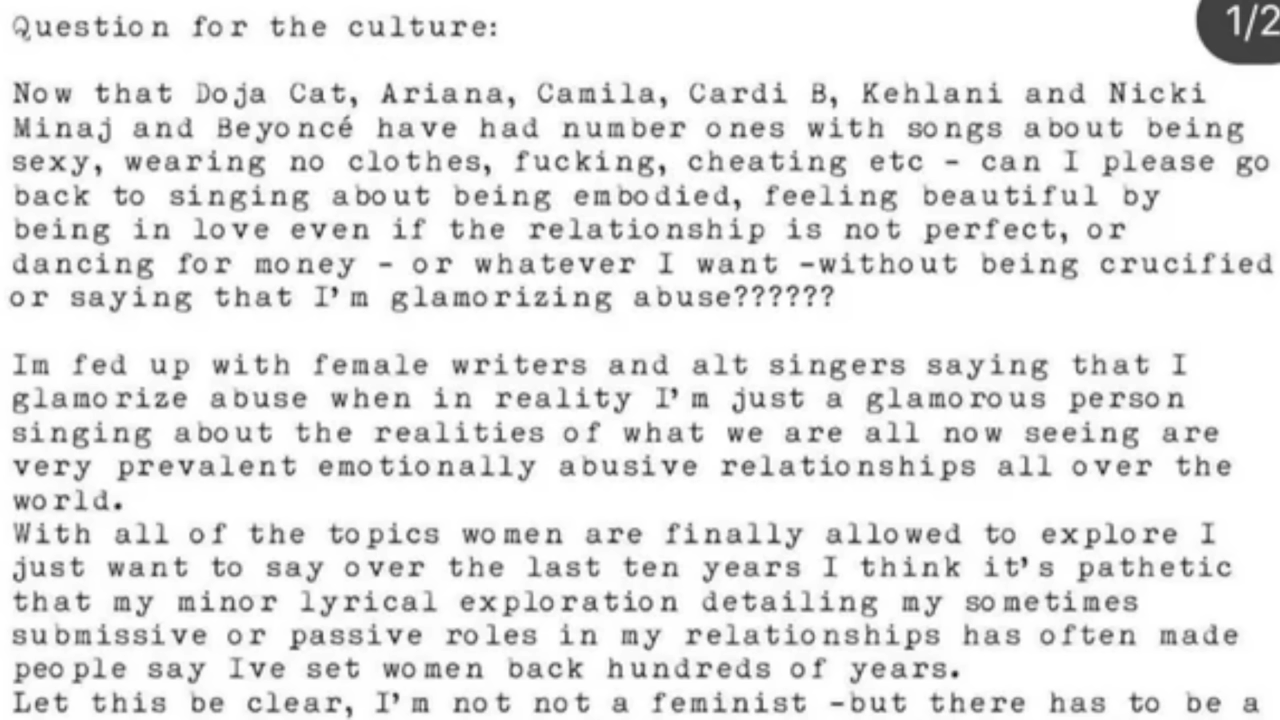 Question for the culture:
1/2
Now that Doja Cat, Ariana, Camila, Cardi B, Kehlani and Nicki
Minaj and Beyoncé have had number ones with songs about being
sexy, wearing no clothes, fucking, cheating etc - can I please go
back to singing about being embodied, feeling beautiful by
being in love even if the relationship is not perfect, or
dancing for money - or whatever I want -without being crucified
or saying that I'm glamorizing abuse??????
Im fed up with female writers and alt singers saying that I
glamorize abuse when in reality I'm just a glamorous person
singing about the realities of what we are all now seeing are
very prevalent emotionally abusive relationships all over the
world.
With all of the topics women are finally allowed to explore I
just want to say over the last ten years I think it's pathetic
that my minor lyrical exploration detailing my sometimes
submissive or passive roles in my relationships has often made
people say Ive set women back hundreds of years.
Let this be clear, I'm not not a feminist -but there has to be a